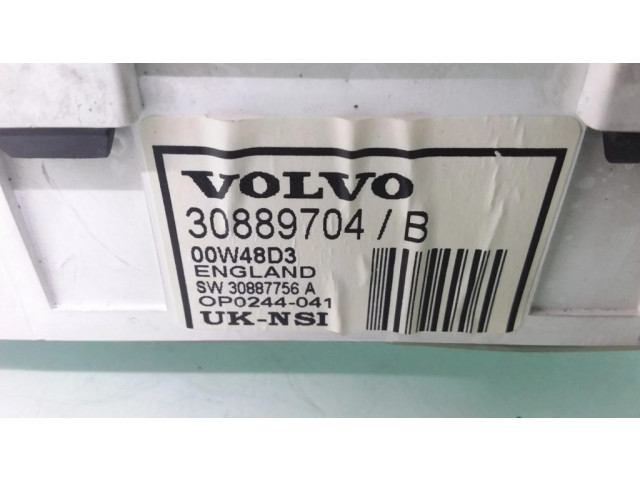 VOLVO
30889704 / B
00W48D3
ENGLAND
SW 30887756 A
OP0244-041
UK-NSI